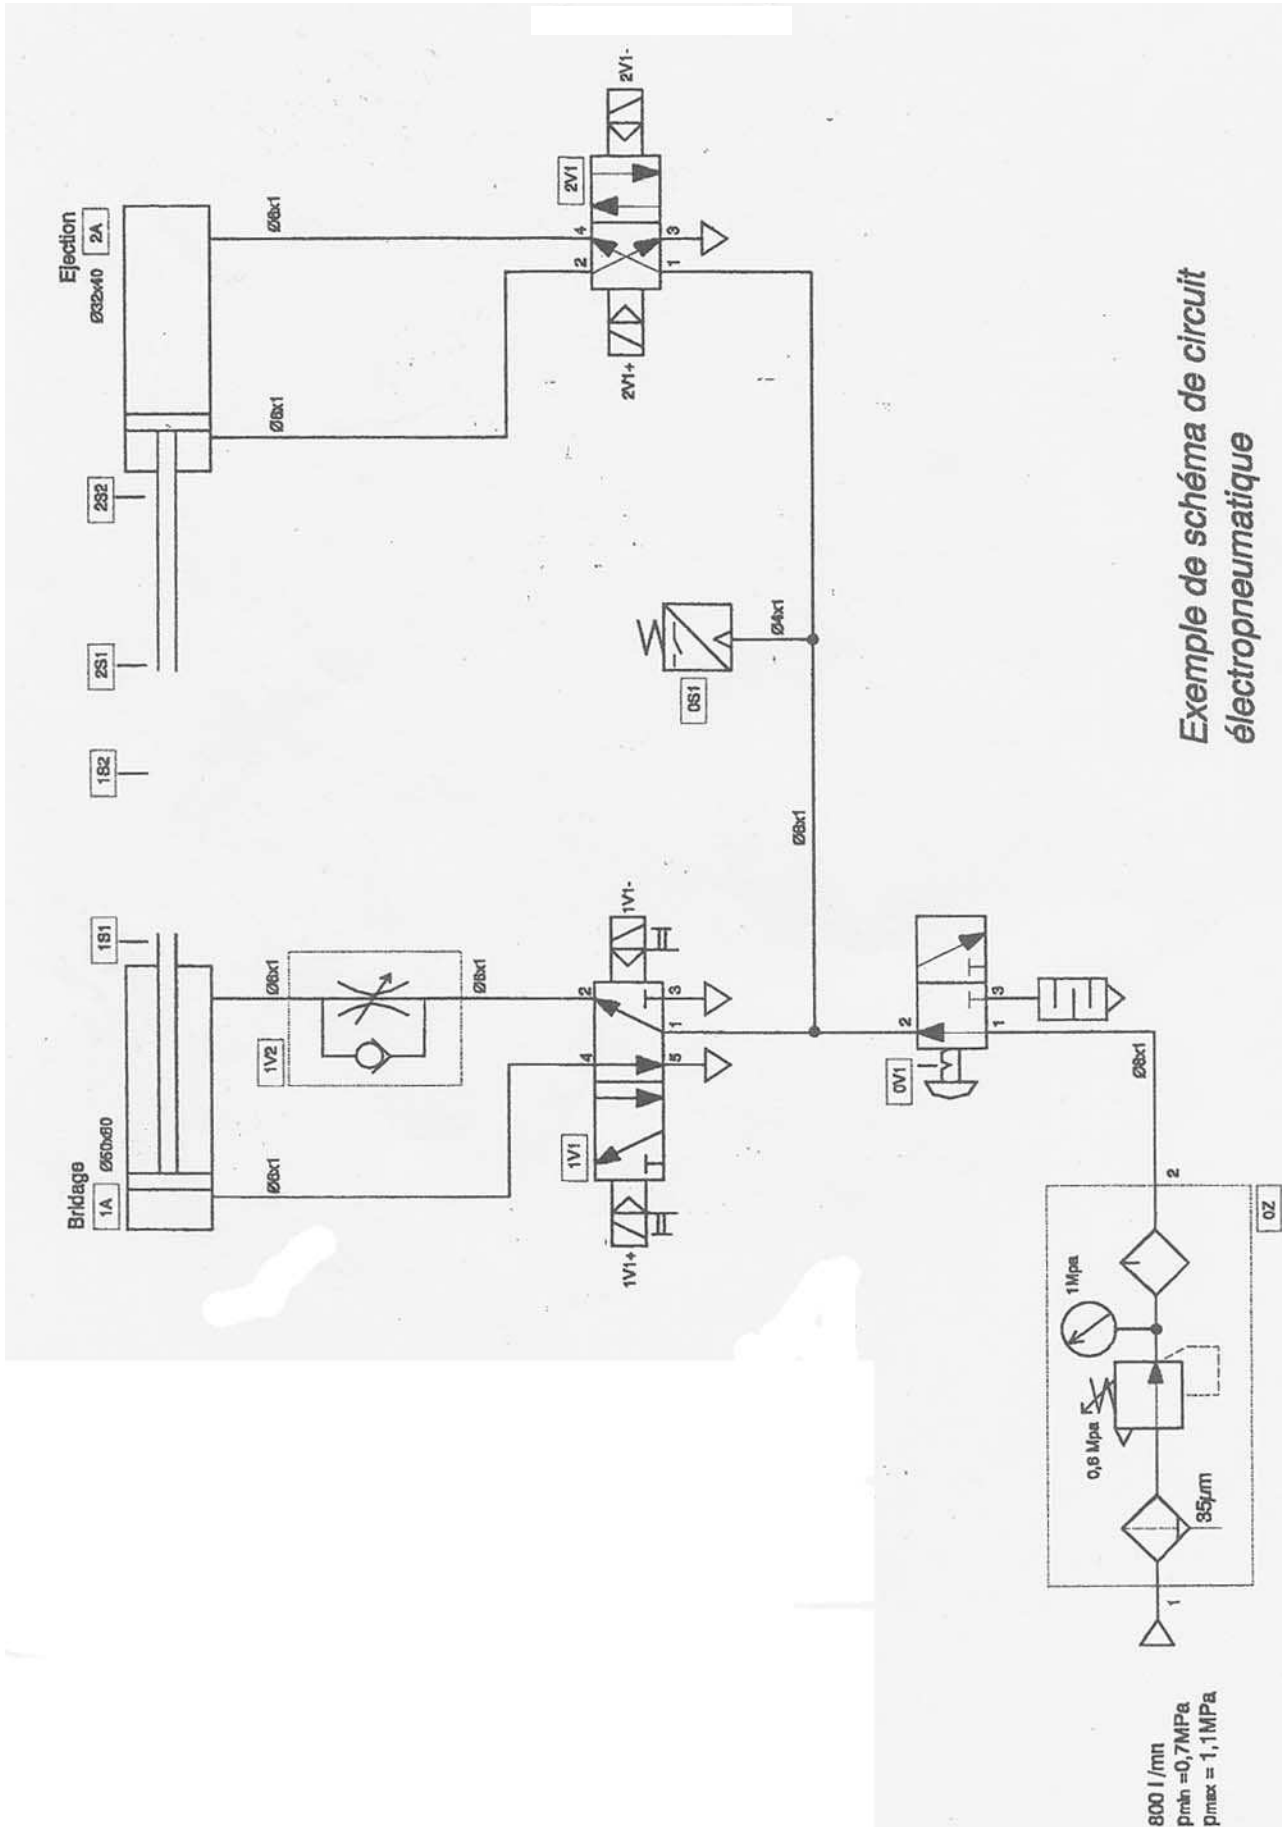 Bridage
1A
Ø50x80
1S1
1S2
2S1
2S2
Ejection
Ø32x40
2A
Ø6x1
Ø6x1
Ø6x1
Ø6x1
1V2
Ø6x1
1V1
4
2
1V1+
1V1-
5
1
3
0S1
Ø4x1
2V1
2
4
2V1+
2V1-
1
3
Ø8x1
0V1
2
1
3
Ø8x1
800 l /mn
pmin =0,7MPa
pmax = 1,1MPa
1
35µm
0,6 Mpa
1Mpa
2
0Z
Exemple de schéma de circuit
électropneumatique